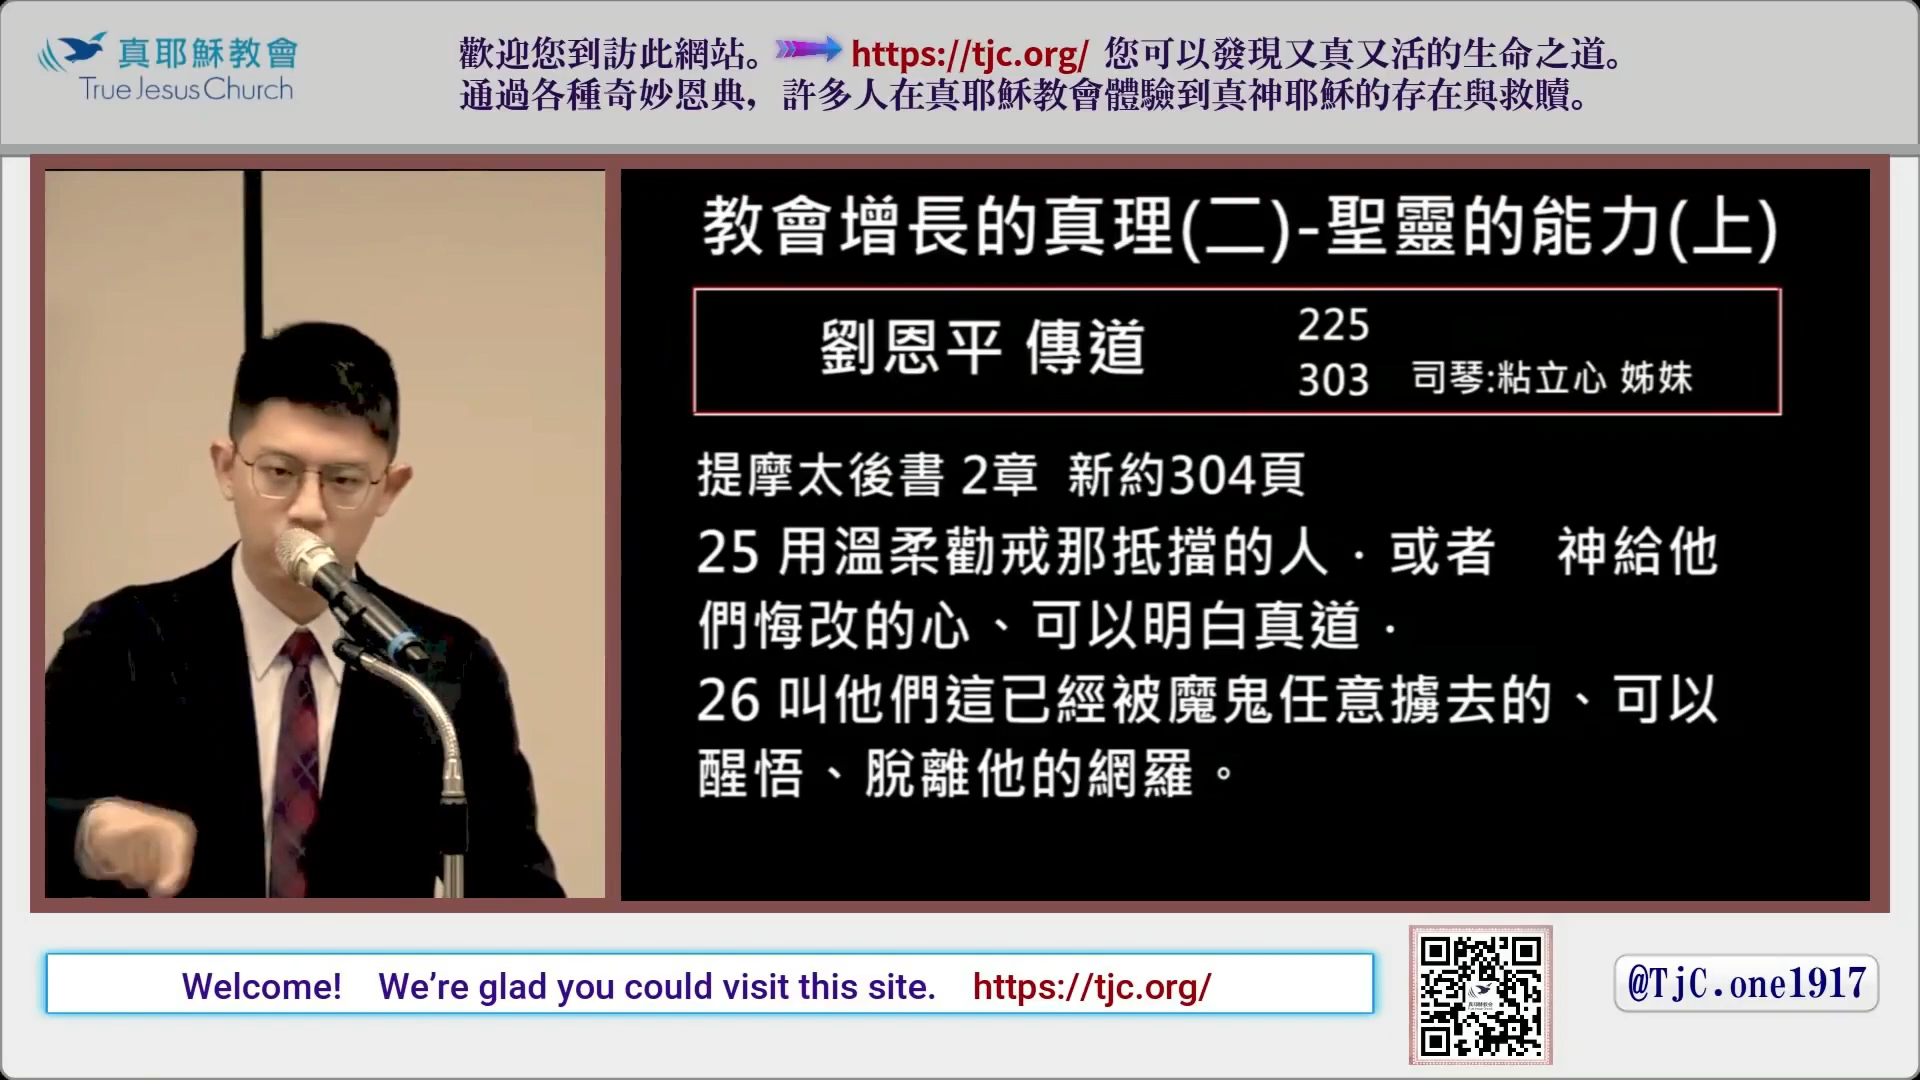 真耶穌教會
True Jesus Church
歡迎您到訪此網站。 https://tjc.org/ 您可以發現又真又活的生命之道。
通過各種奇妙恩典，許多人在真耶穌教會體驗到真神耶穌的存在與救贖。
教會增長的真理(二)-聖靈的能力(上)
劉恩平 傳道
225
303 司琴:粘立心 姊妹
提摩太後書 2章 新約304頁
25 用溫柔勸戒那抵擋的人．或者　神給他
們悔改的心、可以明白真道．
26 叫他們這已經被魔鬼任意擄去的、可以
醒悟、脫離他的網羅。
Welcome! We’re glad you could visit this site. https://tjc.org/
@TjC.one1917